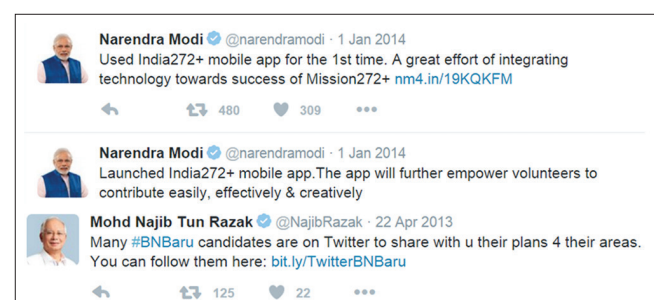 Narendra Modi @narendramodi · 1 Jan 2014
Used India272+ mobile app for the 1st time. A great effort of integrating
technology towards success of Mission272+ nm4.in/19KQKFM
480 309
Narendra Modi @narendramodi · 1 Jan 2014
Launched India272+ mobile app.The app will further empower volunteers to
contribute easily, effectively & creatively
Mohd Najib Tun Razak @NajibRazak · 22 Apr 2013
Many #BNBaru candidates are on Twitter to share with u their plans 4 their areas.
You can follow them here: bit.ly/TwitterBNBaru
125 22